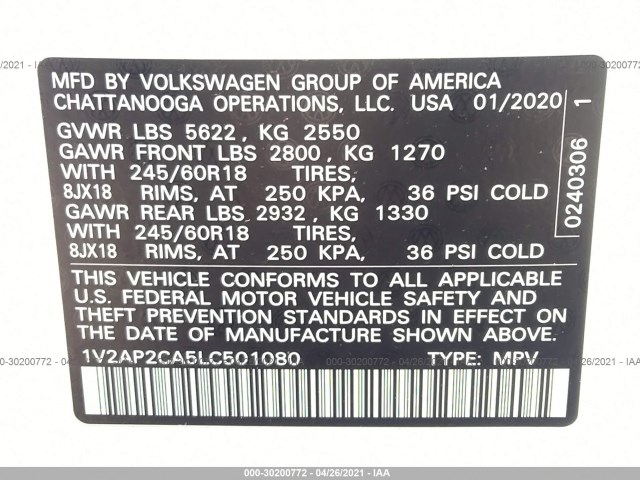 MFD BY VOLKSWAGEN GROUP OF AMERICA
CHATTANOOGA OPERATIONS, LLC. USA 01/2020
GVWR LBS 5622, KG 2550
GAWR FRONT LBS 2800, KG 1270
WITH 245/60R18 TIRES,
8JX18 RIMS, AT 250 KPA, 36 PSI COLD
GAWR REAR LBS 2932, KG 1330
WITH 245/60R18 TIRES,
8JX18 RIMS, AT 250 KPA, 36 PSI COLD
0240306 1
THIS VEHICLE CONFORMS TO ALL APPLICABLE
U.S. FEDERAL MOTOR VEHICLE SAFETY AND
THEFT PREVENTION STANDARDS IN EFFECT ON
THE DATE OF MANUFACTURE SHOWN ABOVE.
1V2AP2CA5LC501080 TYPE: MPV
000-30200772 - 04/26/2021 - IAA